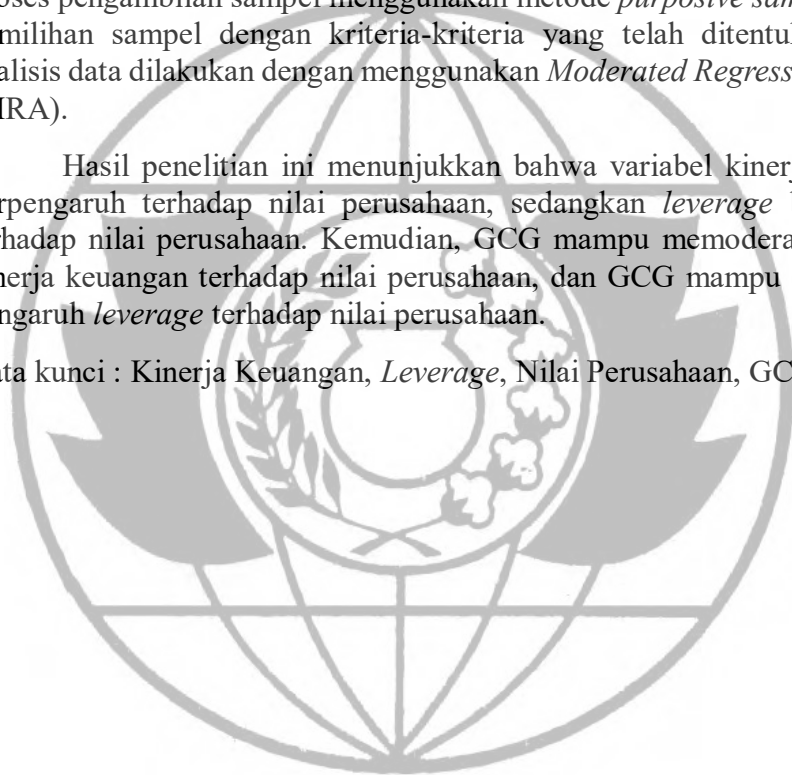 oses pengambilan sampel menggunakan metode purposive sam
milihan sampel dengan kriteria-kriteria yang telah ditentuk
alisis data dilakukan dengan menggunakan Moderated Regress
IRA).
Hasil penelitian ini menunjukkan bahwa variabel kinerj
rpengaruh terhadap nilai perusahaan, sedangkan leverage
rhadap nilai perusahaan. Kemudian, GCG mampu memodera
nerja keuangan terhadap nilai perusahaan, dan GCG mampu
ngaruh leverage terhadap nilai perusahaan.
ata kunci : Kinerja Keuangan, Leverage, Nilai Perusahaan, GC